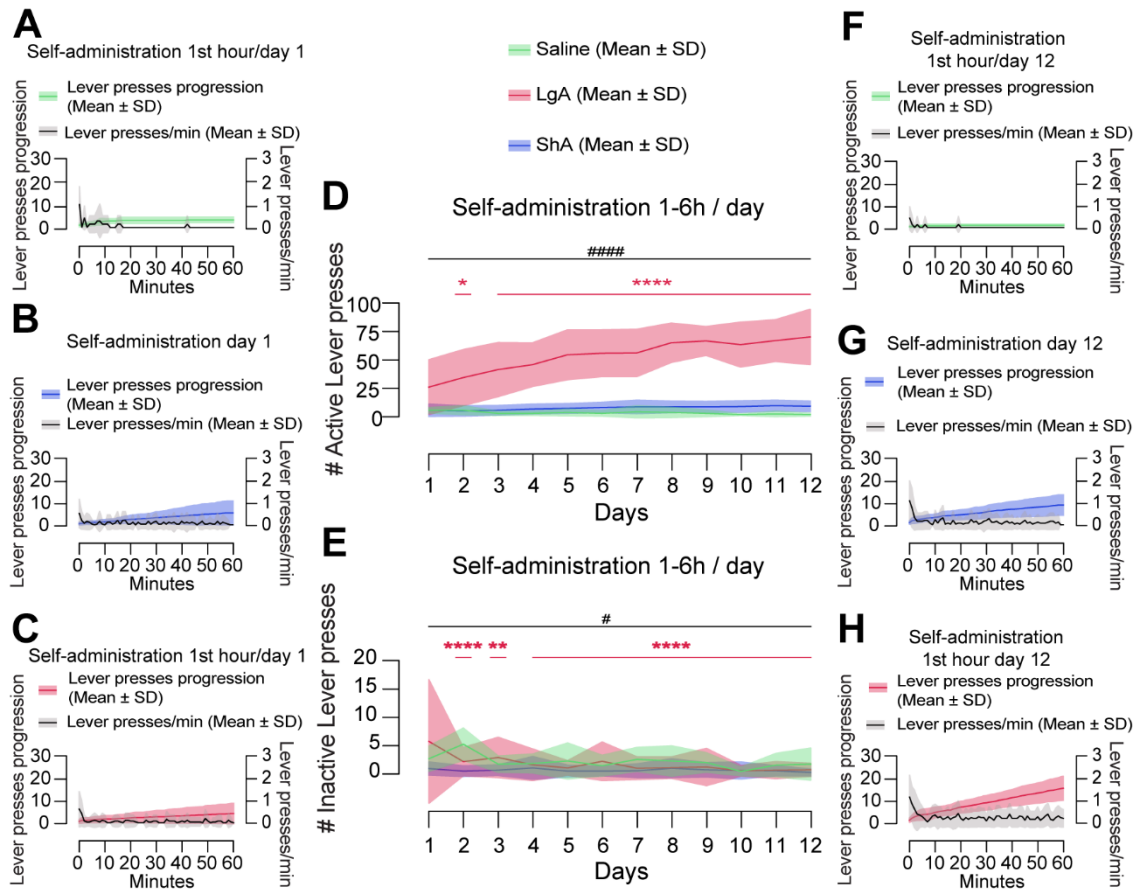 A
Self-administration 1st hour/day 1
Lever presses progression
(Mean ± SD)
Lever presses/min (Mean ± SD)
Lever presses progression
30
20
10
0
3
2
1
0
Lever presses/min
0 10 20 30 40 50 60
Minutes
B
Self-administration day 1
Lever presses progression
(Mean ± SD)
Lever presses/min (Mean ± SD)
Lever presses progression
30
20
10
0
3
2
1
0
Lever presses/min
0 10 20 30 40 50 60
Minutes
C
Self-administration 1st hour/day 1
Lever presses progression
(Mean ± SD)
Lever presses/min (Mean ± SD)
Lever presses progression
30
20
10
0
3
2
1
0
Lever presses/min
0 10 20 30 40 50 60
Minutes
Saline (Mean ± SD)
LgA (Mean ± SD)
ShA (Mean ± SD)
D
Self-administration 1-6h / day
####
* ****
# Active Lever presses
100
75
50
25
0
1 2 3 4 5 6 7 8 9 10 11 12
Days
E
Self-administration 1-6h / day
#
**** ** ****
# Inactive Lever presses
20
15
10
5
0
1 2 3 4 5 6 7 8 9 10 11 12
Days
F
Self-administration
1st hour/day 12
Lever presses progression
(Mean ± SD)
Lever presses/min (Mean ± SD)
Lever presses progression
30
20
10
0
3
2
1
0
Lever presses/min
0 10 20 30 40 50 60
Minutes
G
Self-administration day 12
Lever presses progression
(Mean ± SD)
Lever presses/min (Mean ± SD)
Lever presses progression
30
20
10
0
3
2
1
0
Lever presses/min
0 10 20 30 40 50 60
Minutes
H
Self-administration
1st hour day 12
Lever presses progression
(Mean ± SD)
Lever presses/min (Mean ± SD)
Lever presses progression
30
20
10
0
3
2
1
0
Lever presses/min
0 10 20 30 40 50 60
Minutes